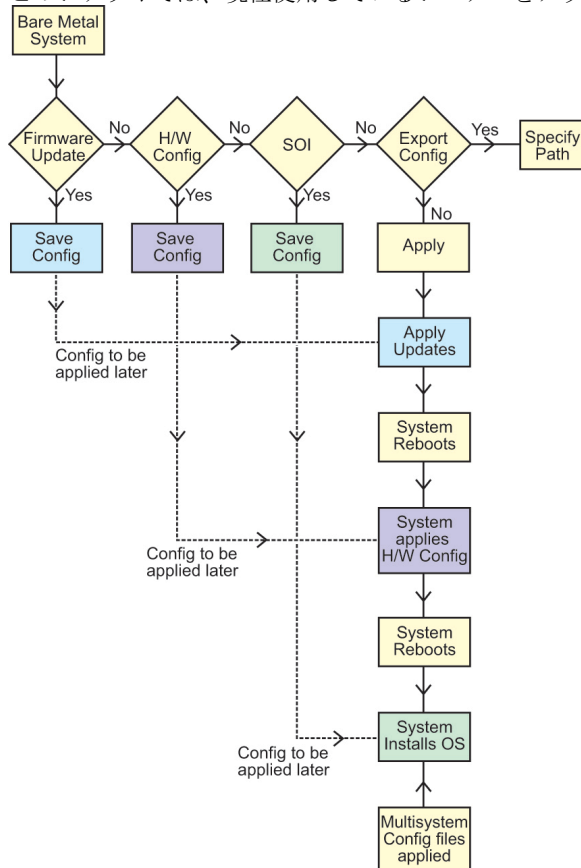 Bare Metal
System
Firmware
Update
No
H/W
Config
No
SOI
No
Export
Config
Yes
Specify
Path
Yes
Yes
Yes
No
Save
Config
Save
Config
Save
Config
Apply
Config to be
applied later
Apply
Updates
System
Reboots
Config to be
applied later
System
applies
H/W Config
System
Reboots
Config to be
applied later
System
Installs OS
Multisystem
Config files
applied